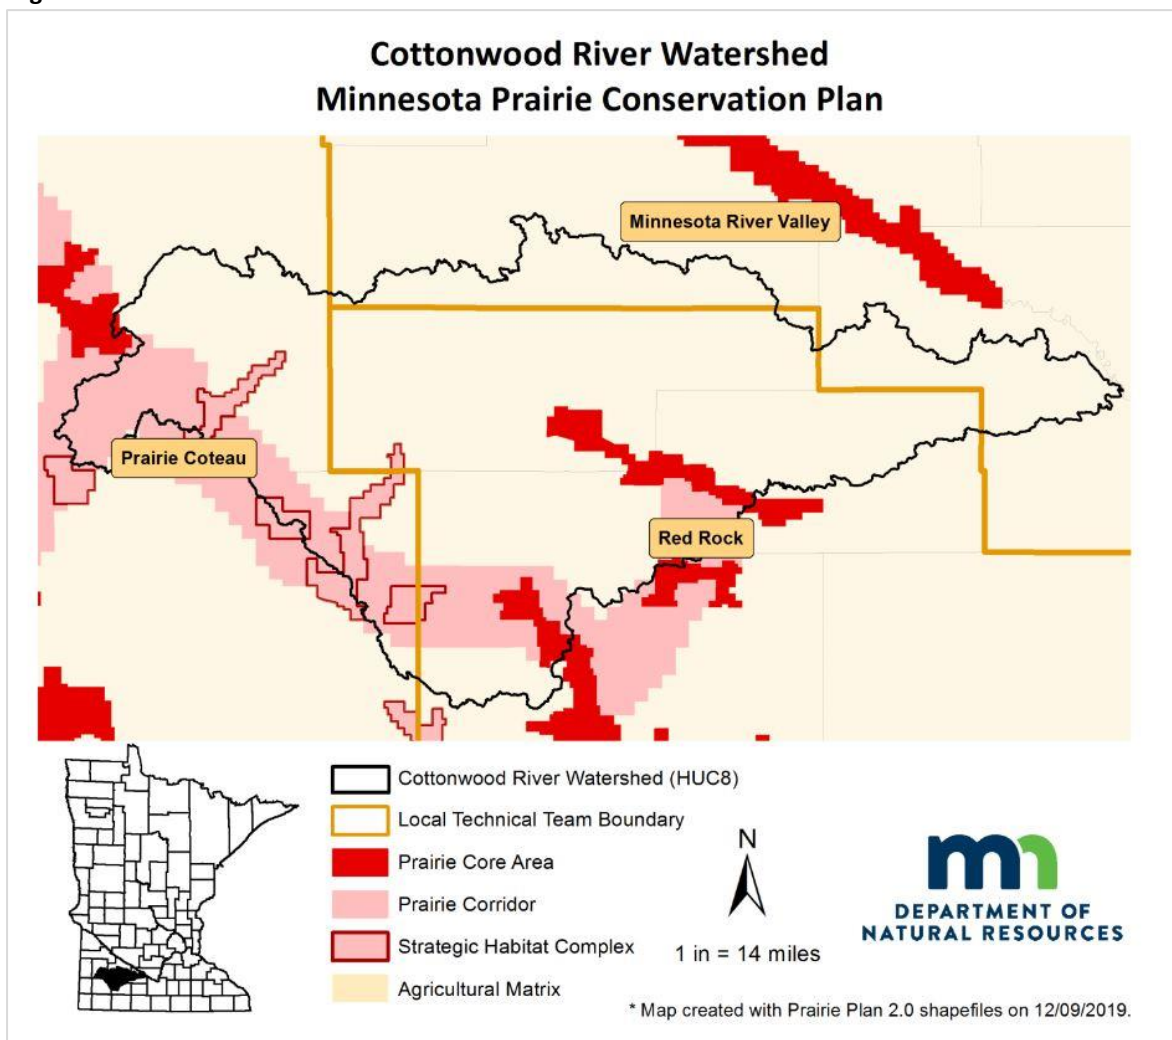 Cottonwood River Watershed
Minnesota Prairie Conservation Plan
Minnesota River Valley
Prairie Coteau
Red Rock
Cottonwood River Watershed (HUC8)
Local Technical Team Boundary
Prairie Core Area
Prairie Corridor
Strategic Habitat Complex
Agricultural Matrix
N
1 in = 14 miles
mn
DEPARTMENT OF
NATURAL RESOURCES
* Map created with Prairie Plan 2.0 shapefiles on 12/09/2019.